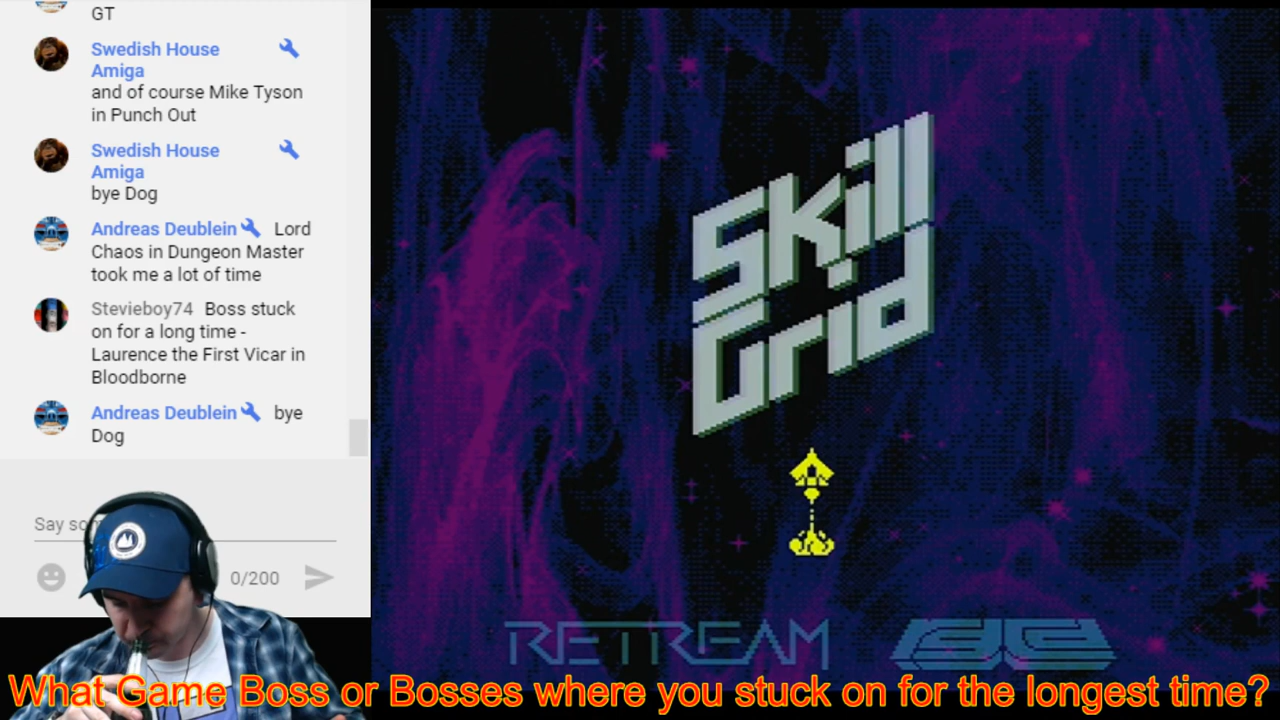 GT
Swedish House
Amiga
and of course Mike Tyson
in Punch Out
Swedish House
Amiga
bye Dog
Andreas Deublein Lord
Chaos in Dungeon Master
took me a lot of time
Stevieboy74 Boss stuck
on for a long time -
Laurence the First Vicar in
Bloodborne
Andreas Deublein bye
Dog
Say
0/200
Skill
Grid
RETREAM
What Game Boss or Bosses where you stuck on for the longest time?